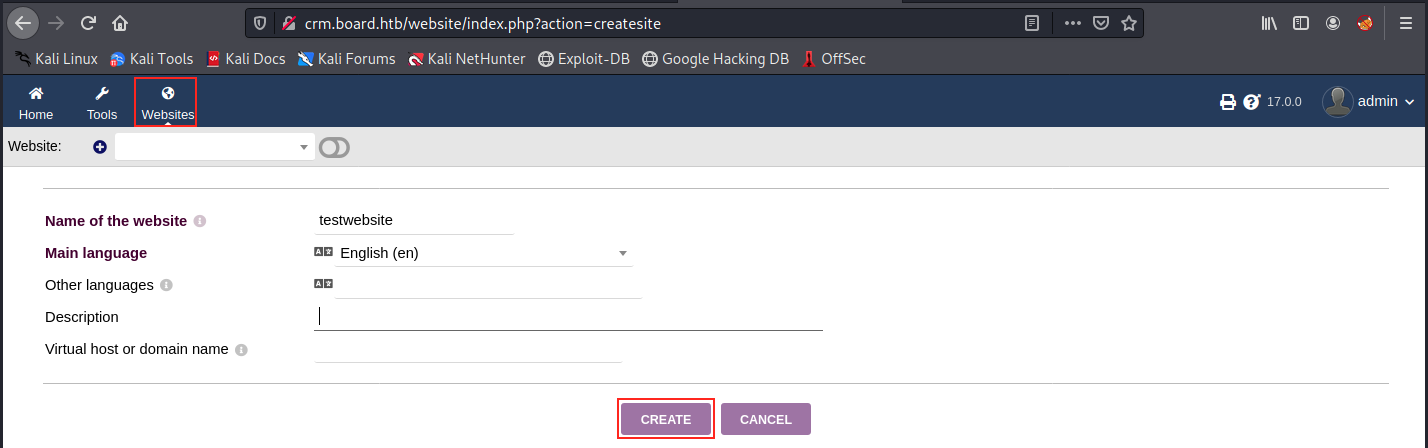 crm.board.htb/website/index.php?action=createsite
Kali Linux Kali Tools Kali Docs Kali Forums Kali NetHunter Exploit-DB Google Hacking DB OffSec
Home Tools Websites 17.0.0 admin
Website:
Name of the website testwebsite
Main language English (en)
Other languages
Description
Virtual host or domain name
CREATE CANCEL